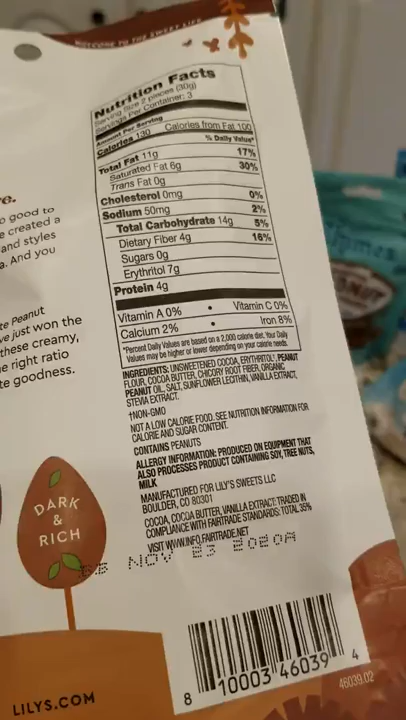 WELCOME TO THE SWEET LIFE
Nutrition Facts
Serving Size 2 pieces (30g)
Servings Per Container: 3
Amount Per Serving
Calories 130 Calories from Fat 100
% Daily Value*
Total Fat 11g 17%
Saturated Fat 6g 30%
Trans Fat 0g
Cholesterol 0mg 0%
Sodium 50mg 2%
Total Carbohydrate 14g 5%
Dietary Fiber 4g 16%
Sugars 0g
Erythritol 7g
Protein 4g
Vitamin A 0% • Vitamin C 0%
Calcium 2% • Iron 8%
*Percent Daily Values are based on a 2,000 calorie diet. Your Daily
Values may be higher or lower depending on your calorie needs.
INGREDIENTS: UNSWEETENED COCOA, ERYTHRITOL†, PEANUT
FLOUR, COCOA BUTTER, CHICORY ROOT FIBER, ORGANIC
PEANUT OIL, SALT, SUNFLOWER LECITHIN, VANILLA EXTRACT,
STEVIA EXTRACT.
†NON-GMO
NOT A LOW CALORIE FOOD. SEE NUTRITION INFORMATION FOR
CALORIE AND SUGAR CONTENT.
CONTAINS PEANUTS
ALLERGY INFORMATION: PRODUCED ON EQUIPMENT THAT
ALSO PROCESSES PRODUCT CONTAINING SOY, TREE NUTS,
MILK
MANUFACTURED FOR LILY'S SWEETS LLC
BOULDER, CO 80301
COCOA, COCOA BUTTER, VANILLA EXTRACT: TRADED IN
COMPLIANCE WITH FAIRTRADE STANDARDS: TOTAL 35%
VISIT WWW.INFO.FAIRTRADE.NET
BB NOV 23 2020A
good to
created a
and styles
And you
Peanut
just won the
these creamy,
right ratio
goodness.
DARK
&
RICH
LILYS.COM
8 10003 46039 4
46039.02